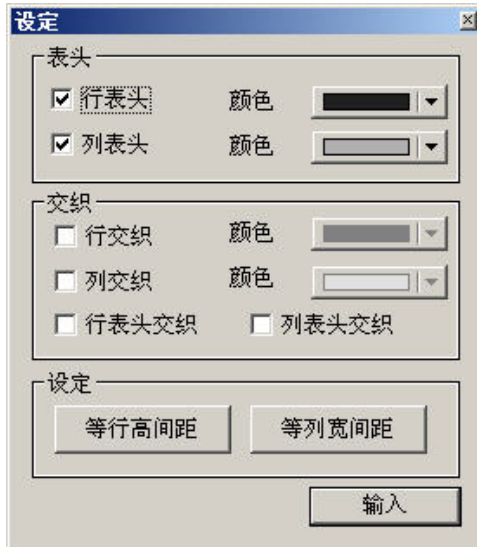 设定
表头
行表头 颜色
列表头 颜色
交织
行交织 颜色
列交织 颜色
行表头交织 列表头交织
设定
等行高间距 等列宽间距
输入